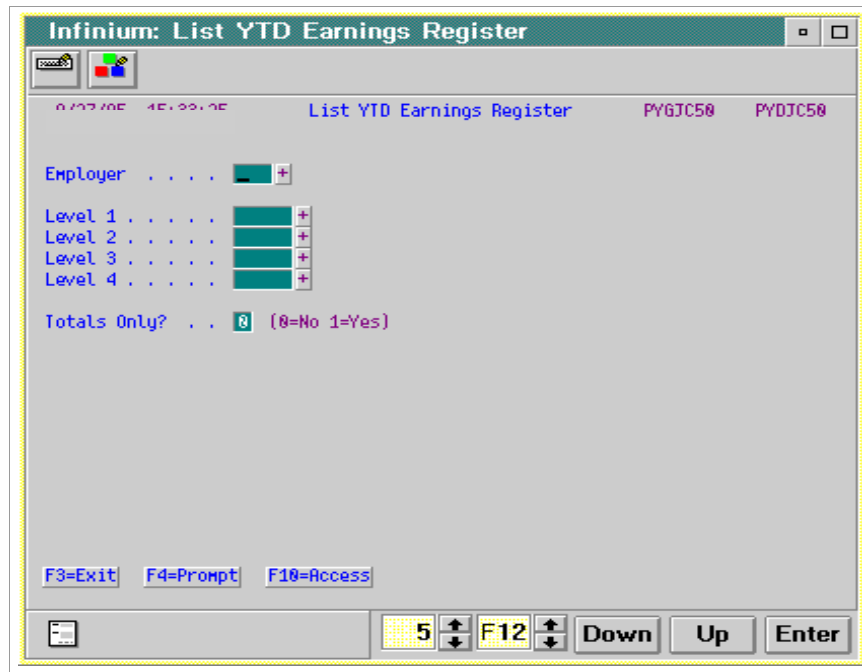 Infinium: List YTD Earnings Register
List YTD Earnings Register PYGJC50 PYDJC50
Employer . . . . +
Level 1 . . . . . +
Level 2 . . . . . +
Level 3 . . . . . +
Level 4 . . . . . +
Totals Only? . . 0 (0=No 1=Yes)
F3=Exit F4=Prompt F10=Access
5 F12 Down Up Enter